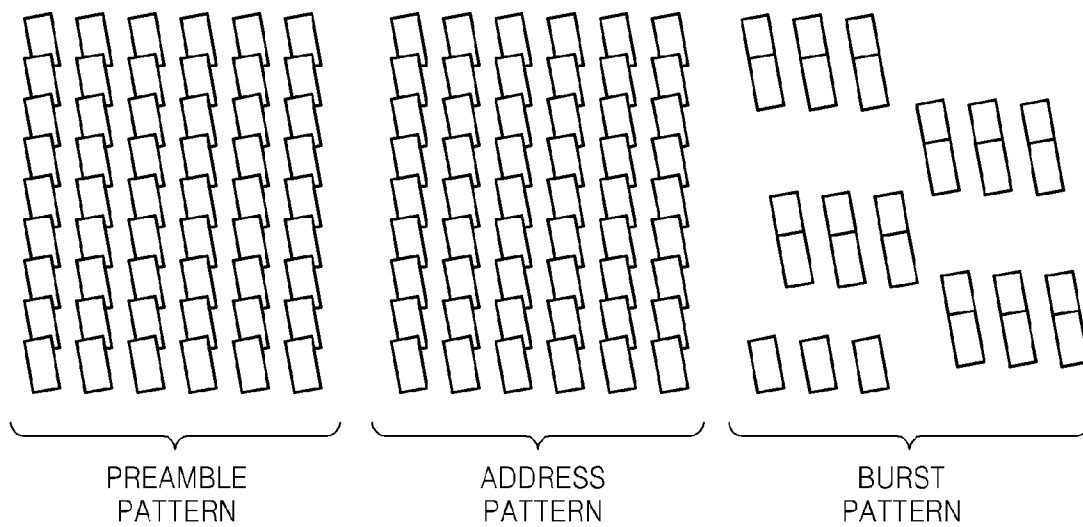 PREAMBLE
PATTERN
ADDRESS
PATTERN
BURST
PATTERN